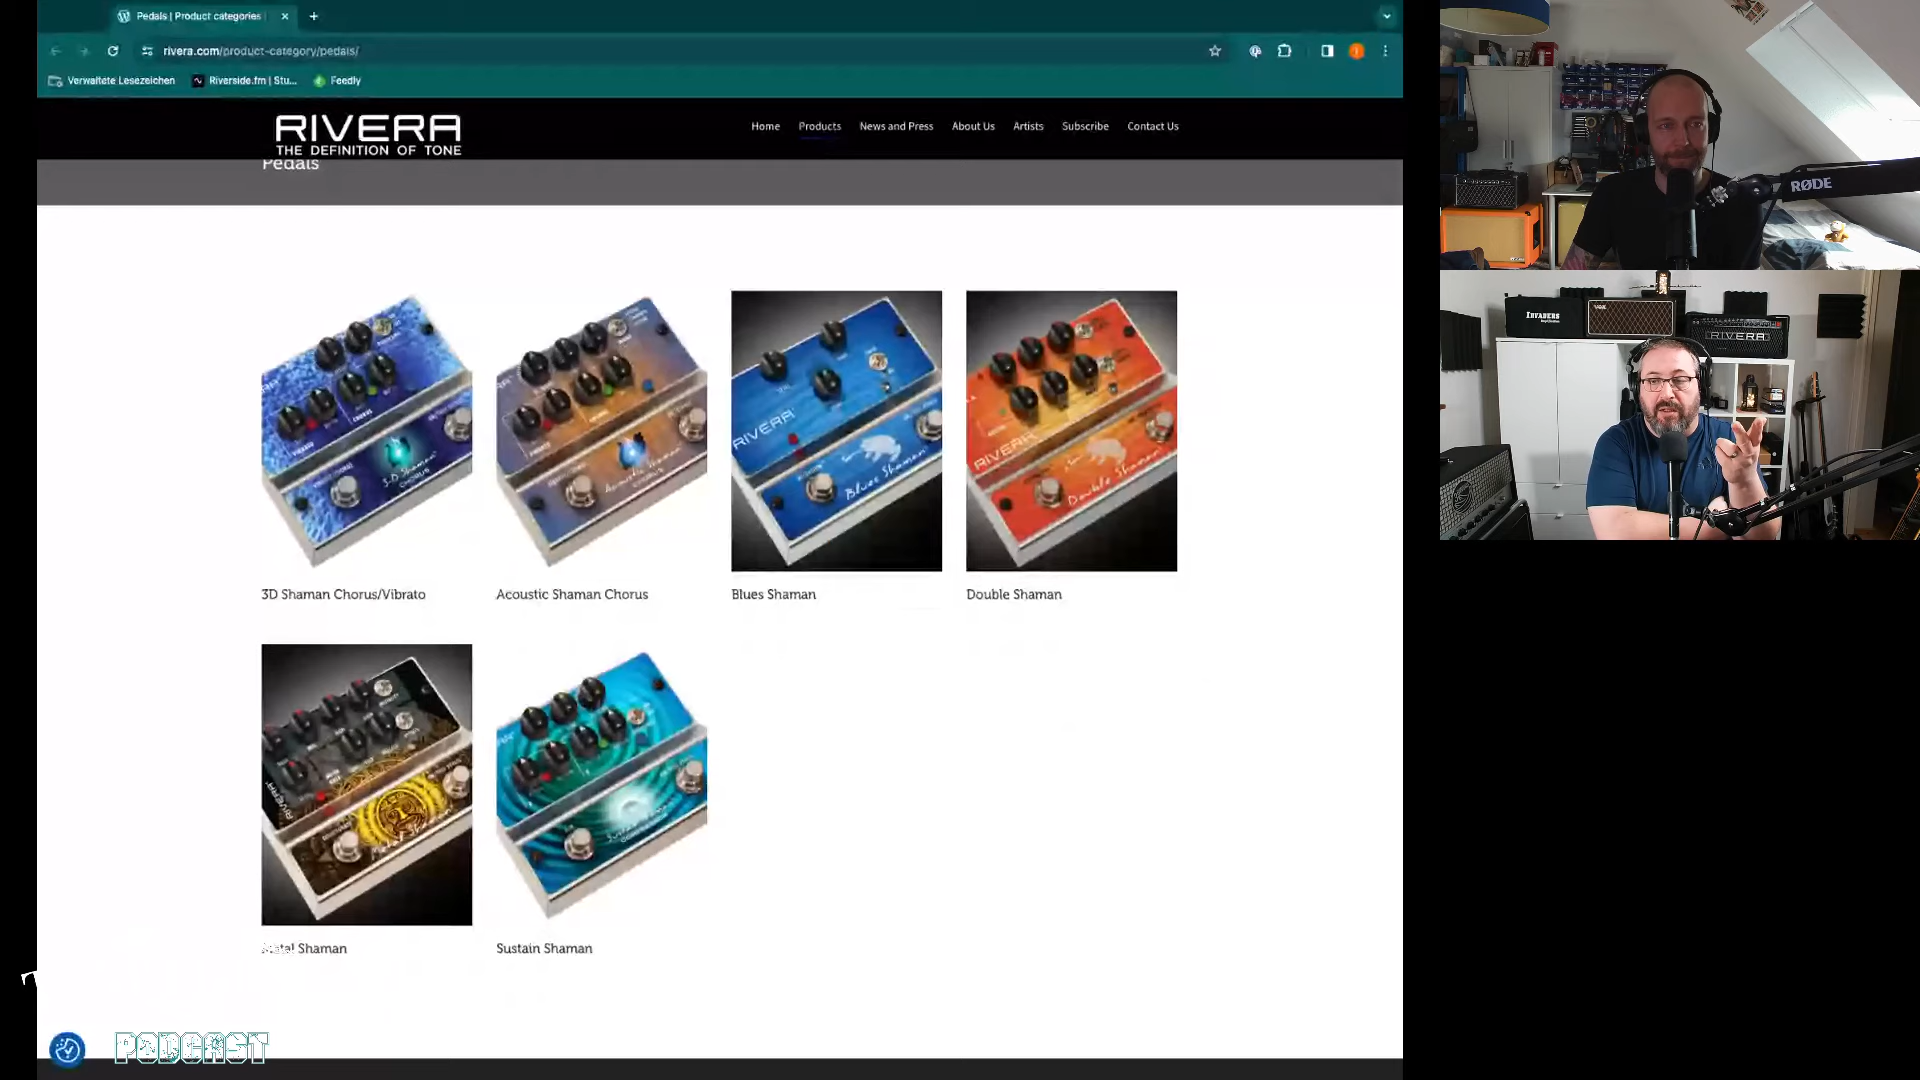 Pedals | Product categories
rivera.com/product-category/pedals/
Verwaltete Lesezeichen
Riverside.fm | Stu...
Feedly
RIVERA
THE DEFINITION OF TONE
Home
Products
News and Press
About Us
Artists
Subscribe
Contact Us
Pedals
RIVERA
Blues Shaman
RIVERA
Double Shaman
3D Shaman Chorus/Vibrato
Acoustic Shaman Chorus
Blues Shaman
Double Shaman
RIVERA
Shaman
Sustain Shaman
PODCAST
RØDE
INVADERS
VOX
RIVERA